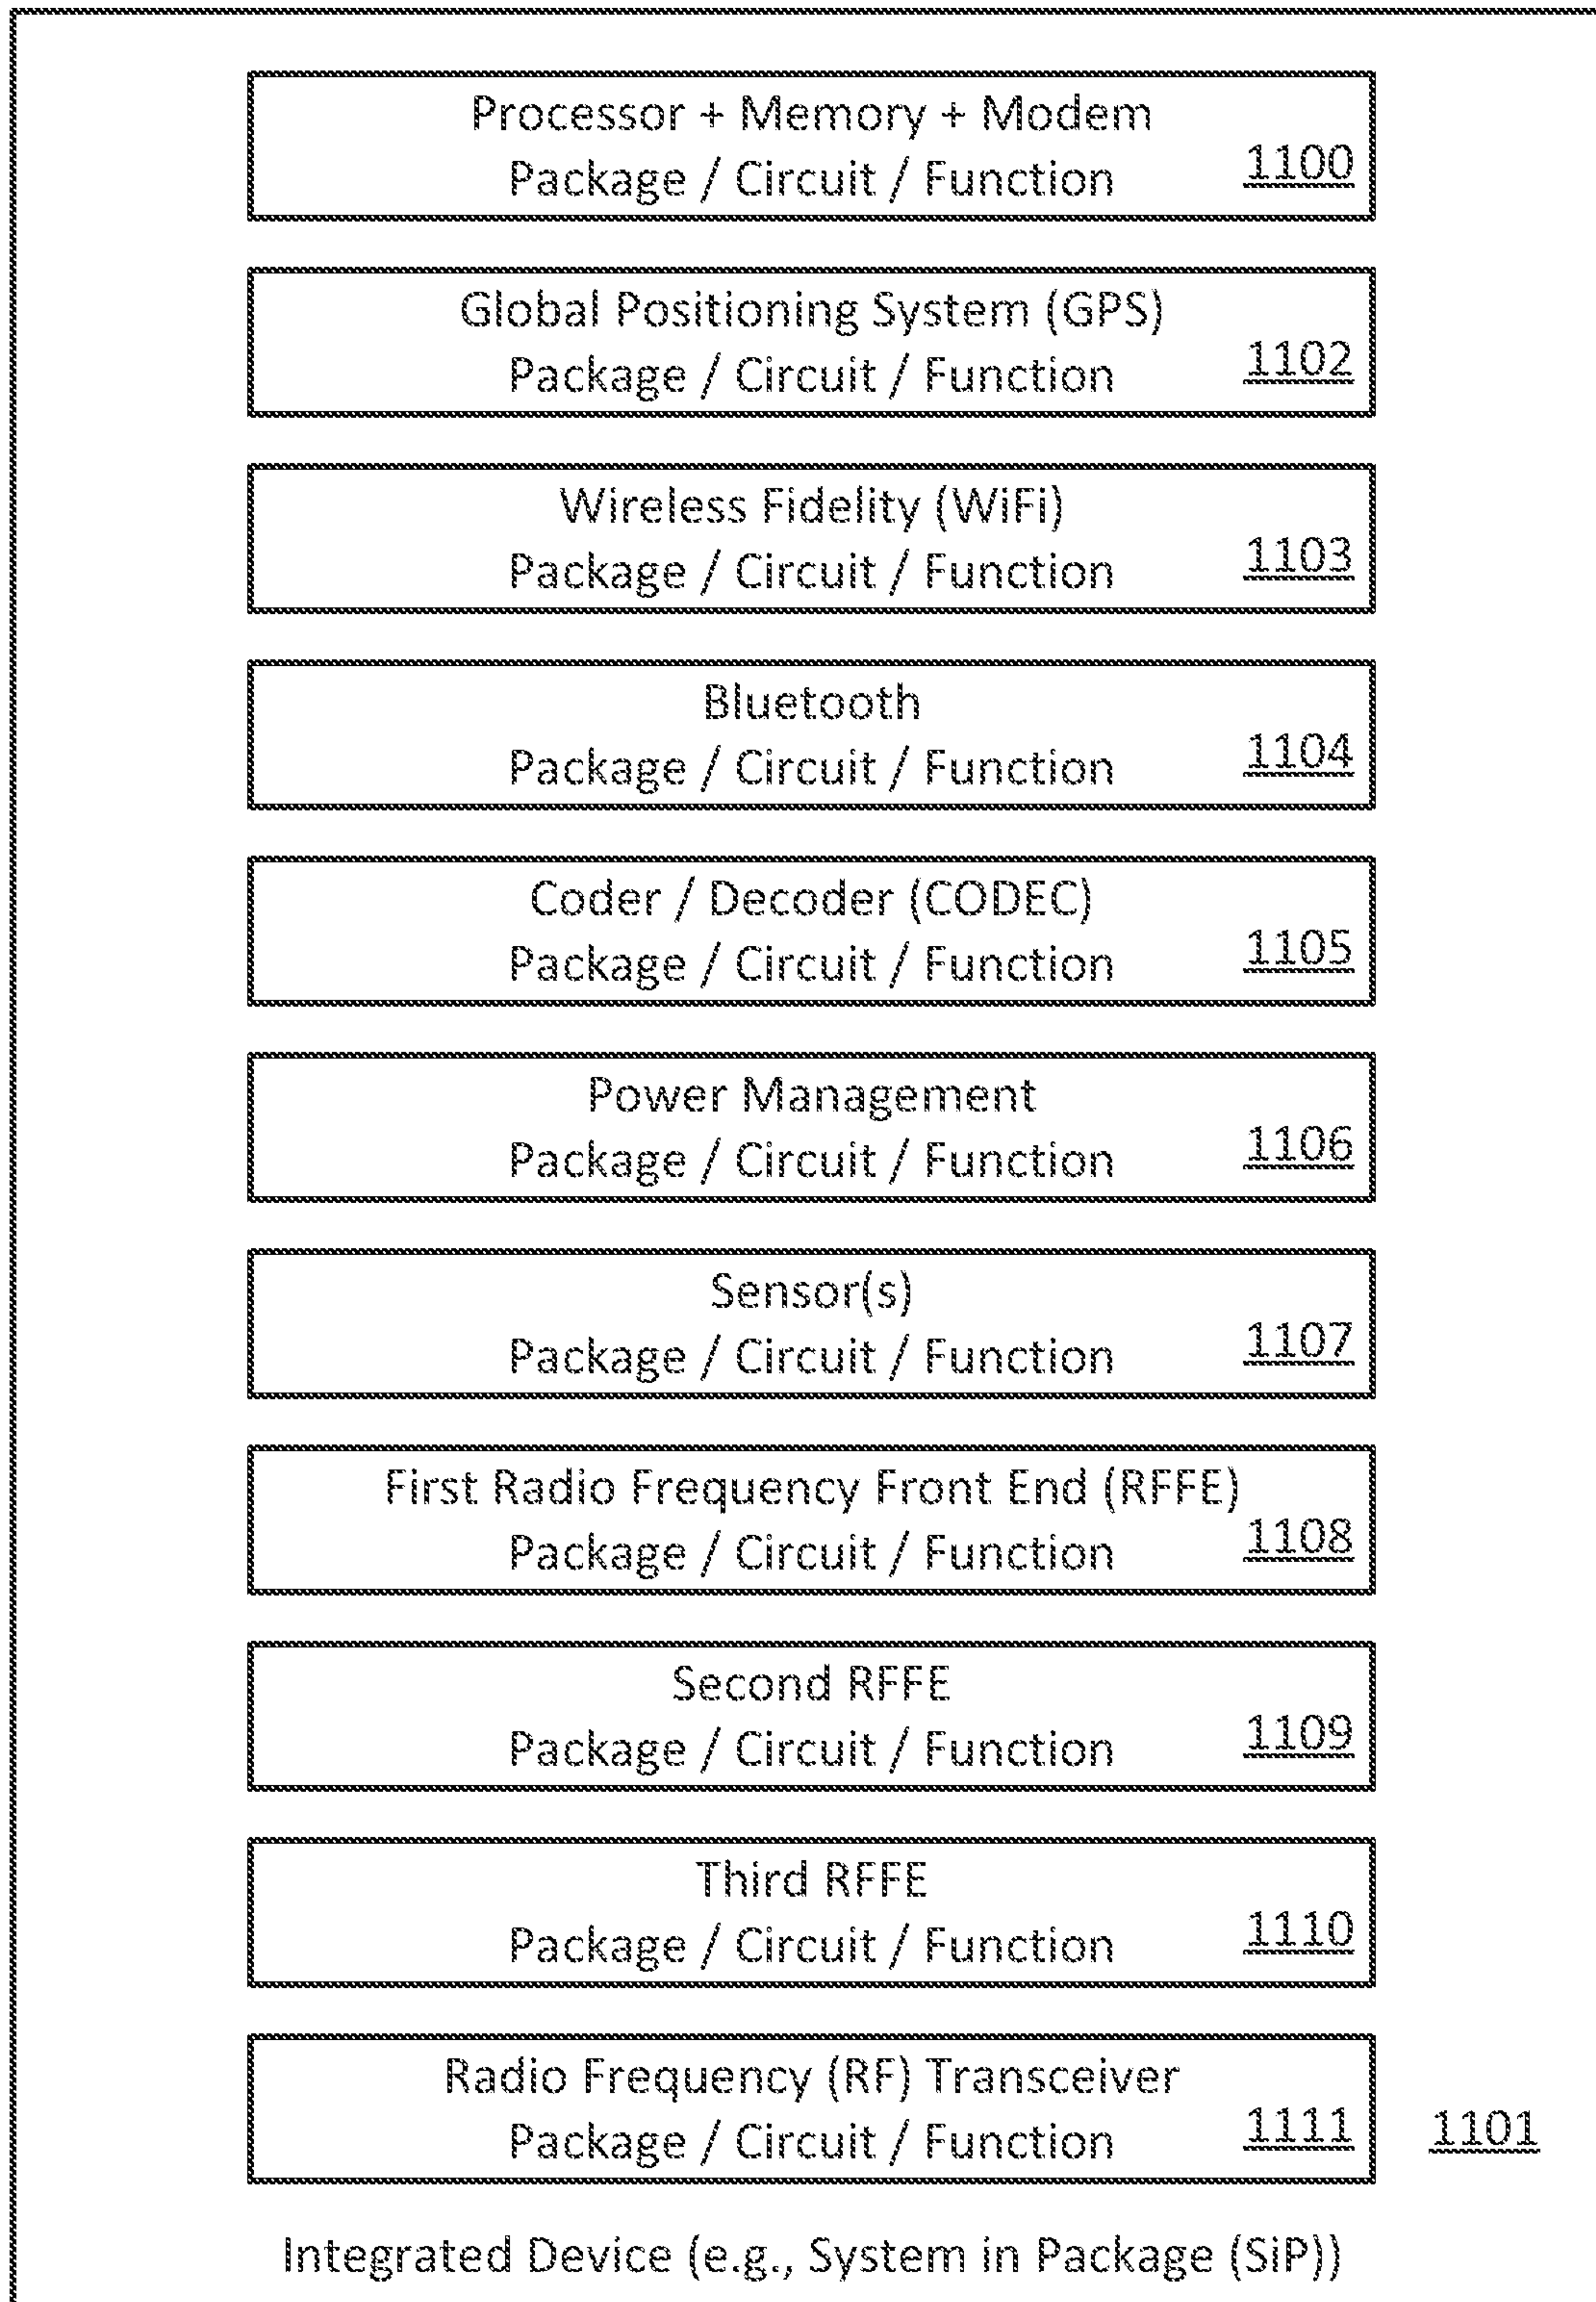 Processor + Memory + Modem
Package / Circuit / Function 1100
Global Positioning System (GPS)
Package / Circuit / Function 1102
Wireless Fidelity (WiFi)
Package / Circuit / Function 1103
Bluetooth
Package / Circuit / Function 1104
Coder / Decoder (CODEC)
Package / Circuit / Function 1105
Power Management
Package / Circuit / Function 1106
Sensor(s)
Package / Circuit / Function 1107
First Radio Frequency Front End (RFFE)
Package / Circuit / Function 1108
Second RFFE
Package / Circuit / Function 1109
Third RFFE
Package / Circuit / Function 1110
Radio Frequency (RF) Transceiver
Package / Circuit / Function 1111 1101
Integrated Device (e.g., System in Package (SiP))